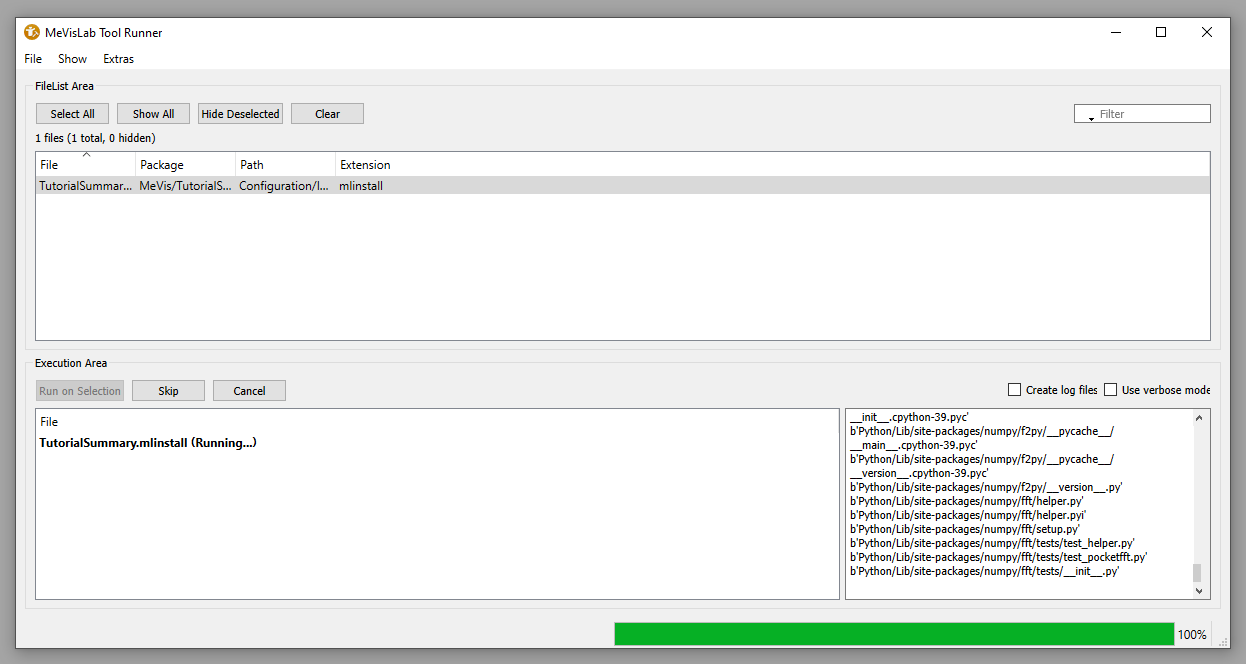 MeVisLab Tool Runner
File Show Extras
FileList Area
Select All Show All Hide Deselected Clear Filter
1 files (1 total, 0 hidden)
File Package Path Extension
TutorialSummar... MeVis/TutorialS... Configuration/I... mlinstall
Execution Area
Run on Selection Skip Cancel Create log files Use verbose mode
File
TutorialSummary.mlinstall (Running...)
__init__.cpython-39.pyc'
b'Python/Lib/site-packages/numpy/f2py/__pycache__/
__main__.cpython-39.pyc'
b'Python/Lib/site-packages/numpy/f2py/__pycache__/
__version__.cpython-39.pyc'
b'Python/Lib/site-packages/numpy/f2py/__version__.py'
b'Python/Lib/site-packages/numpy/fft/helper.py'
b'Python/Lib/site-packages/numpy/fft/helper.pyi'
b'Python/Lib/site-packages/numpy/fft/setup.py'
b'Python/Lib/site-packages/numpy/fft/tests/test_helper.py'
b'Python/Lib/site-packages/numpy/fft/tests/test_pocketfft.py'
b'Python/Lib/site-packages/numpy/fft/tests/__init__.py'
100%